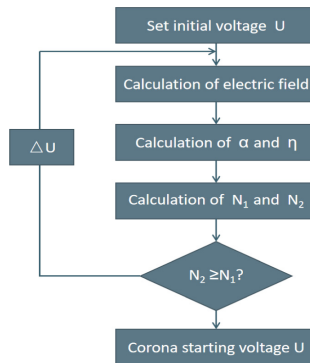 Set initial voltage U
Calculation of electric field
△U
Calculation of α and η
Calculation of N₁ and N₂
N₂ ≥N₁?
Corona starting voltage U